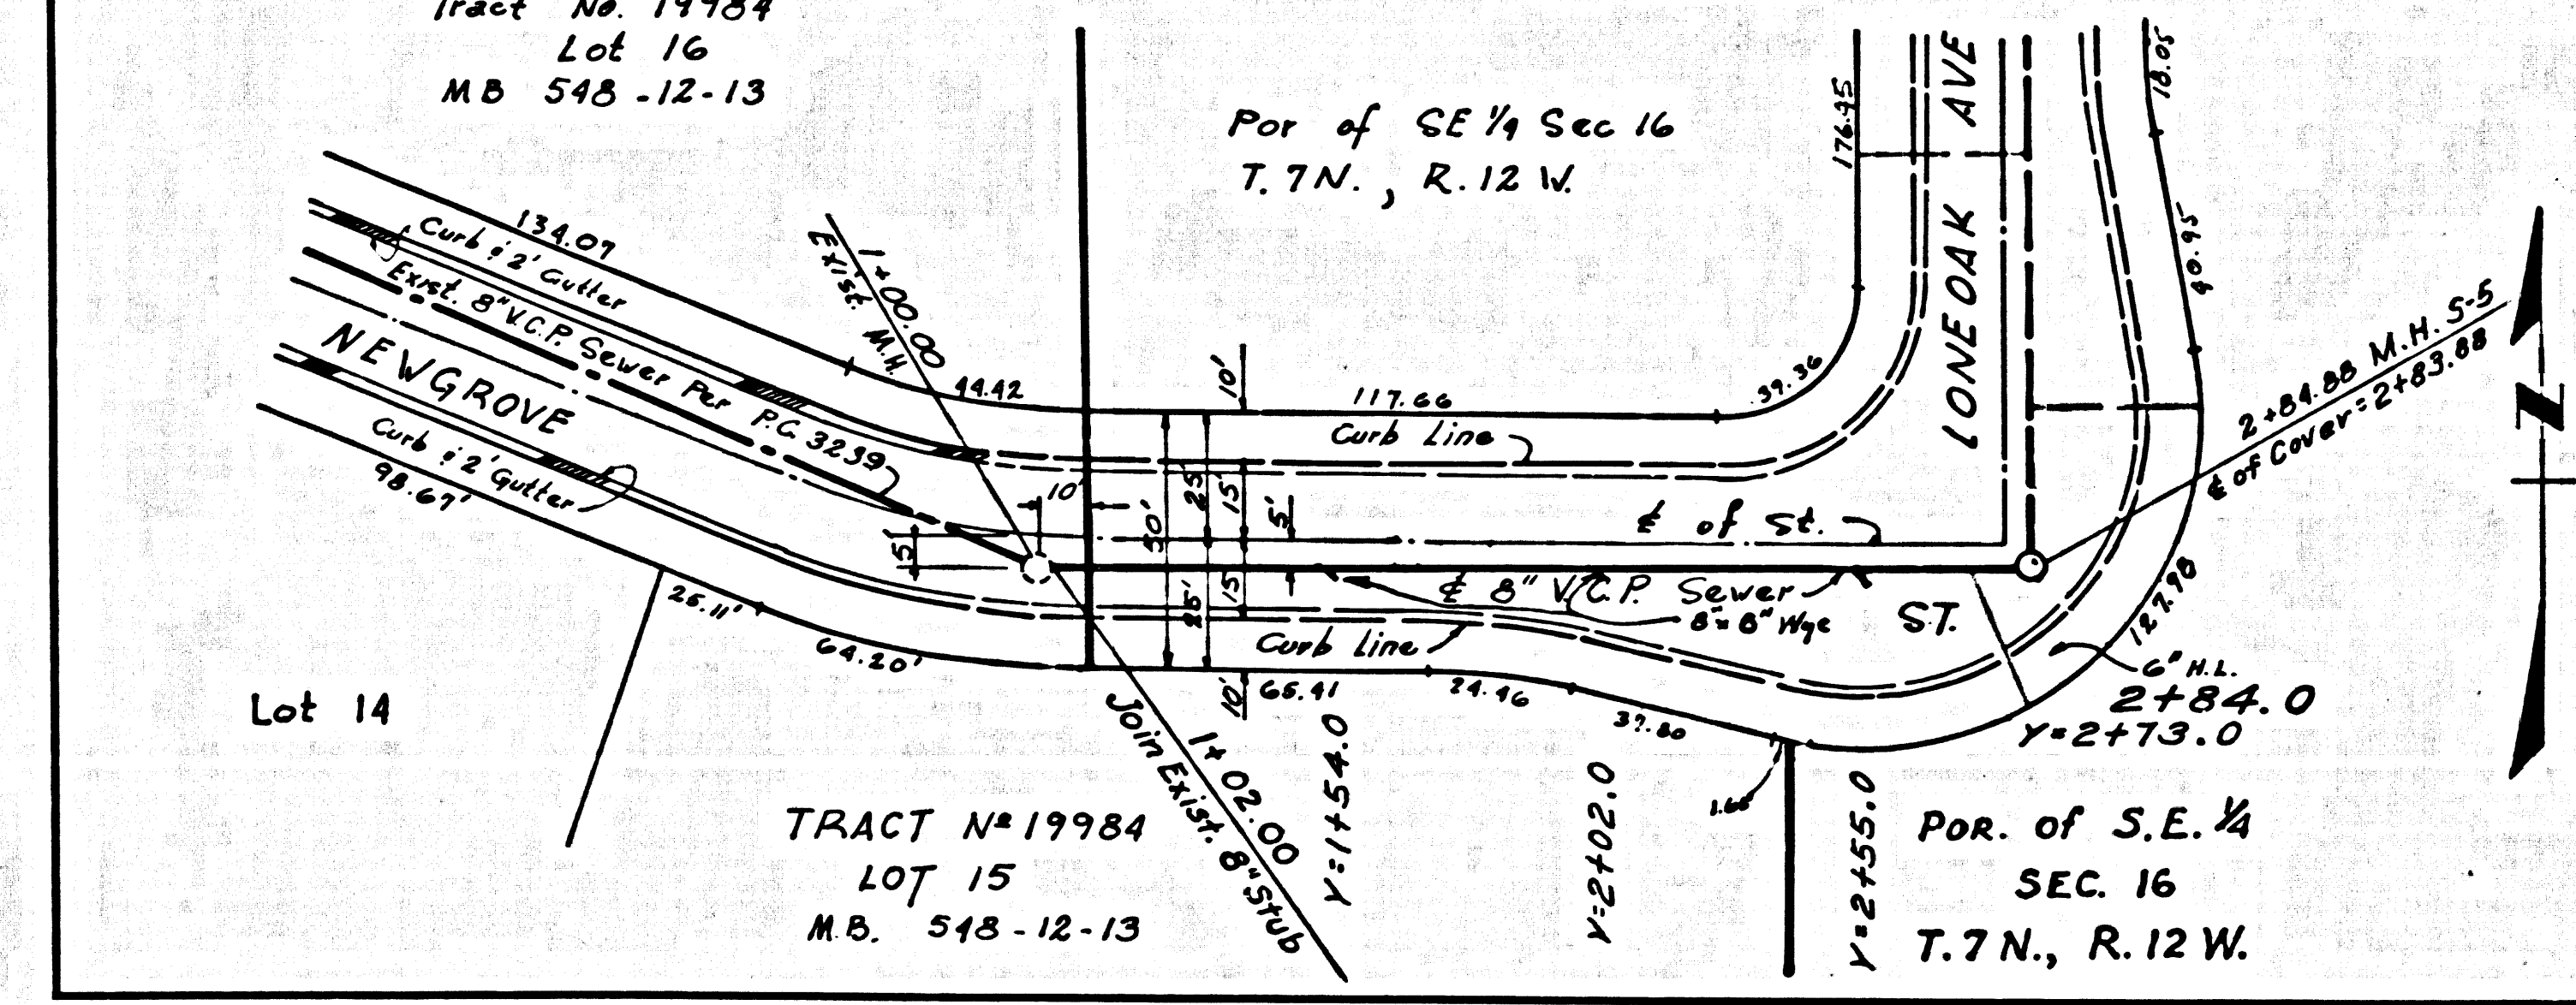 Tract No. 19984
Lot 16
MB 548-12-13
Por of SE 1/4 Sec 16
T. 7N., R. 12 W.
176.45
LONEOAK AVE
18.05
134.07
Curb & 2' Gutter
Exist. 8" V.C.P. Sewer Per P.C. 3239
NEWGROVE
Curb & 2' Gutter
98.67'
1+00.00
Exist. M.H.
44.42
10'
117.66
Curb Line
39.36
40.95
2+84.88 M.H. S-5
℄ of Cover = 2+83.88
N
10'
50'
25'
15'
5'
℄ of St.
5'
25'
15'
℄ 8" V.C.P. Sewer
8"x8" Wye
ST.
127.98
6" H.L.
2+84.0
Y=2+73.0
25.11'
64.20'
Curb Line
10'
65.41
24.46
37.80
1.65
Lot 14
1+02.00
Join Exist. 8" Stub
Y=1+54.0
Y=2+02.0
Y=2+55.0
TRACT Nº 19984
LOT 15
M.B. 548-12-13
POR. of S.E. 1/4
SEC. 16
T. 7 N., R. 12 W.